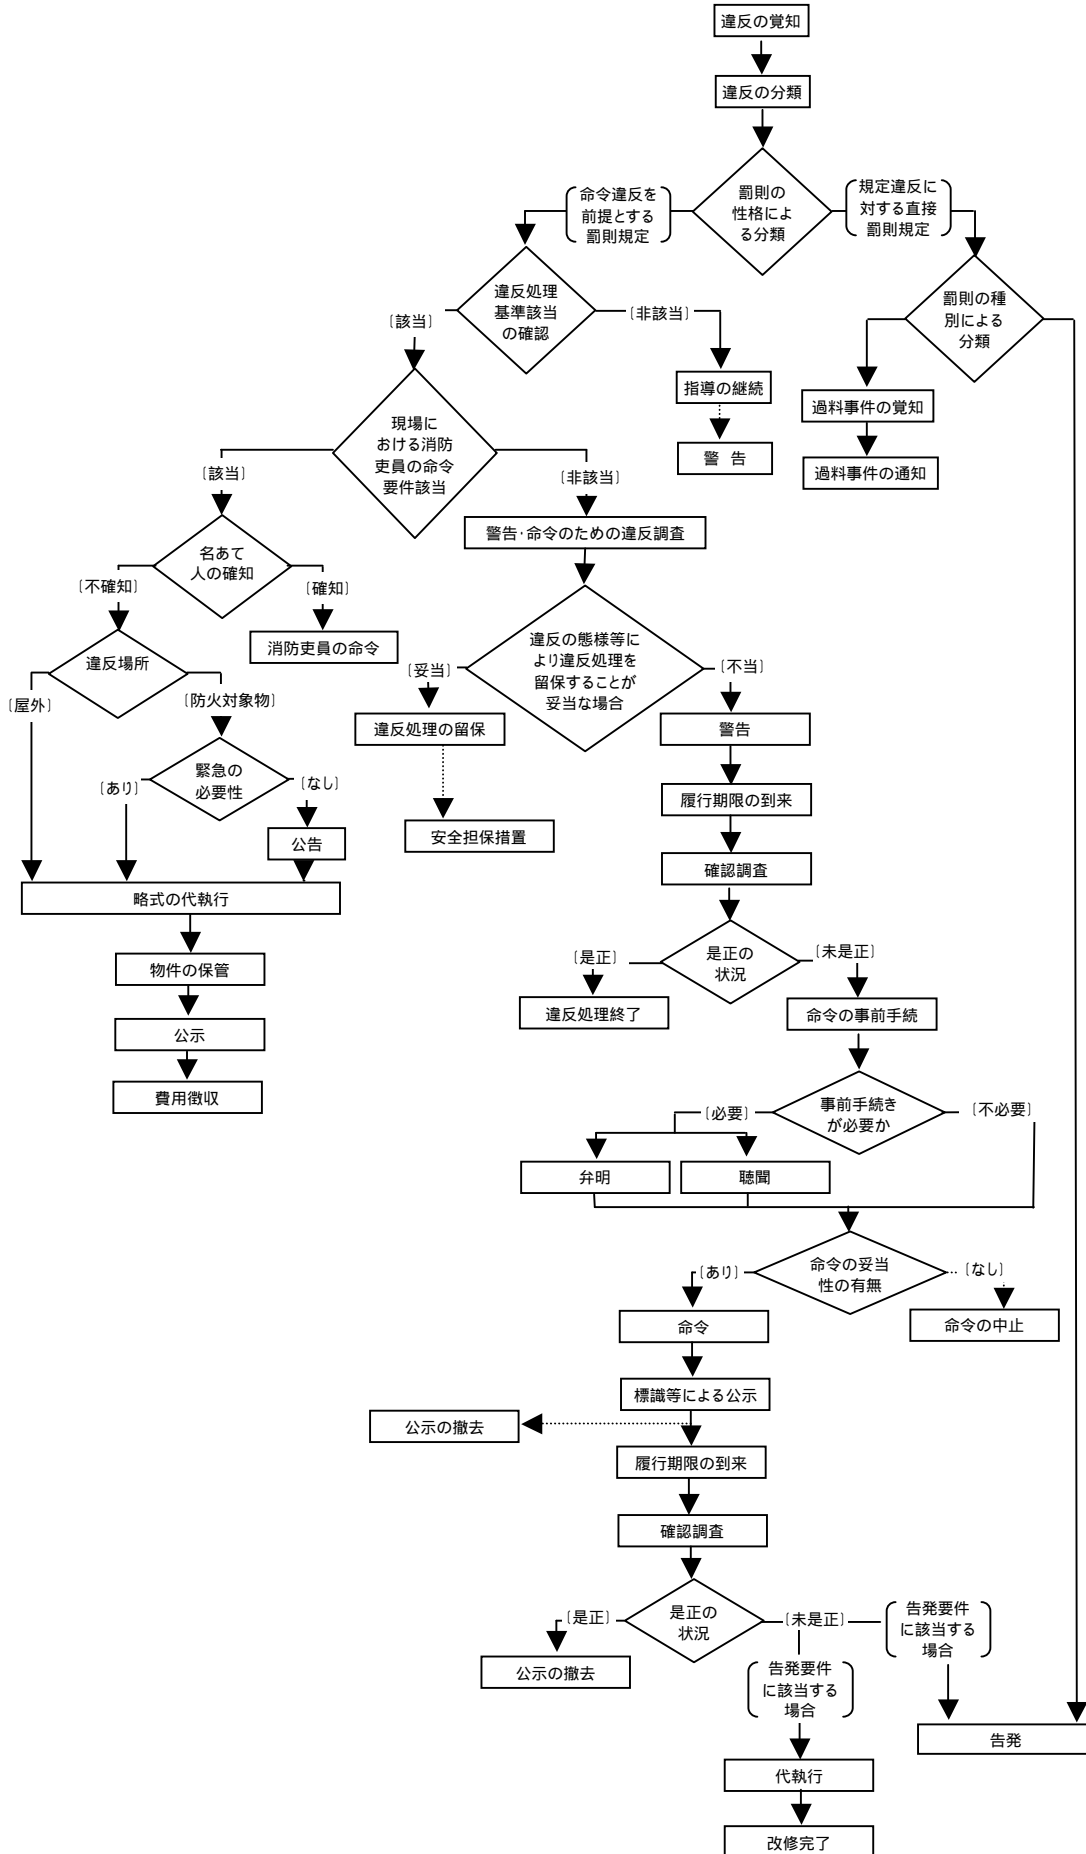 違反の覚知
違反の分類
罰則の
性格によ
る分類
命令違反を
前提とする
罰則規定
規定違反に
対する直接
罰則規定
違反処理
基準該当
の確認
罰則の種
別による
分類
[該当]
[非該当]
指導の継続
警 告
過料事件の覚知
過料事件の通知
現場に
おける消防
吏員の命令
要件該当
[該当]
[非該当]
警告・命令のための違反調査
名あて
人の確知
[不確知]
[確知]
消防吏員の命令
違反場所
[屋外]
[防火対象物]
緊急の
必要性
[あり]
[なし]
公告
略式の代執行
物件の保管
公示
費用徴収
違反の態様等に
より違反処理を
留保することが
妥当な場合
[妥当]
[不当]
違反処理の留保
安全担保措置
警告
履行期限の到来
確認調査
是正の
状況
[是正]
[未是正]
違反処理終了
命令の事前手続
事前手続き
が必要か
[必要]
[不必要]
弁明
聴聞
命令の妥当
性の有無
[あり]
[なし]
命令
命令の中止
標識等による公示
公示の撤去
履行期限の到来
確認調査
是正の
状況
[是正]
[未是正]
公示の撤去
告発要件
に該当する
場合
告発要件
に該当する
場合
告発
代執行
改修完了